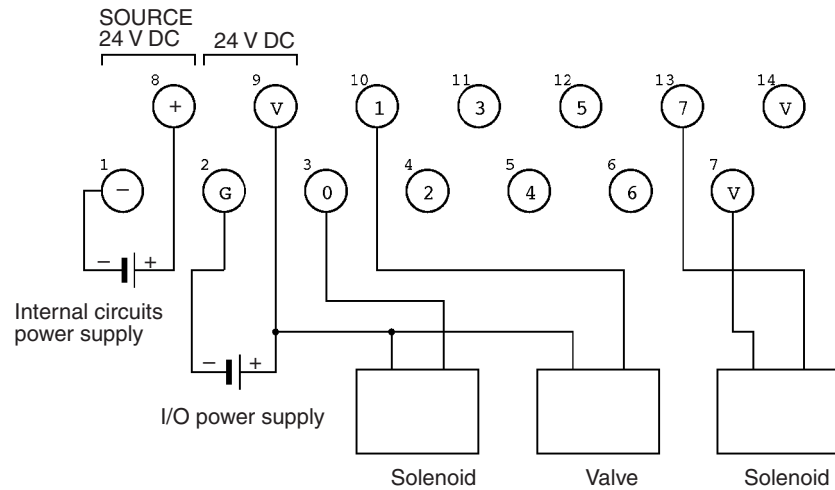 SOURCE
24 V DC 24 V DC
8 9 10 11 12 13 14
+ V 1 3 5 7 V
1 2 3 4 5 6 7
− G 0 2 4 6 V
− +
Internal circuits
power supply
− +
I/O power supply
Solenoid Valve Solenoid